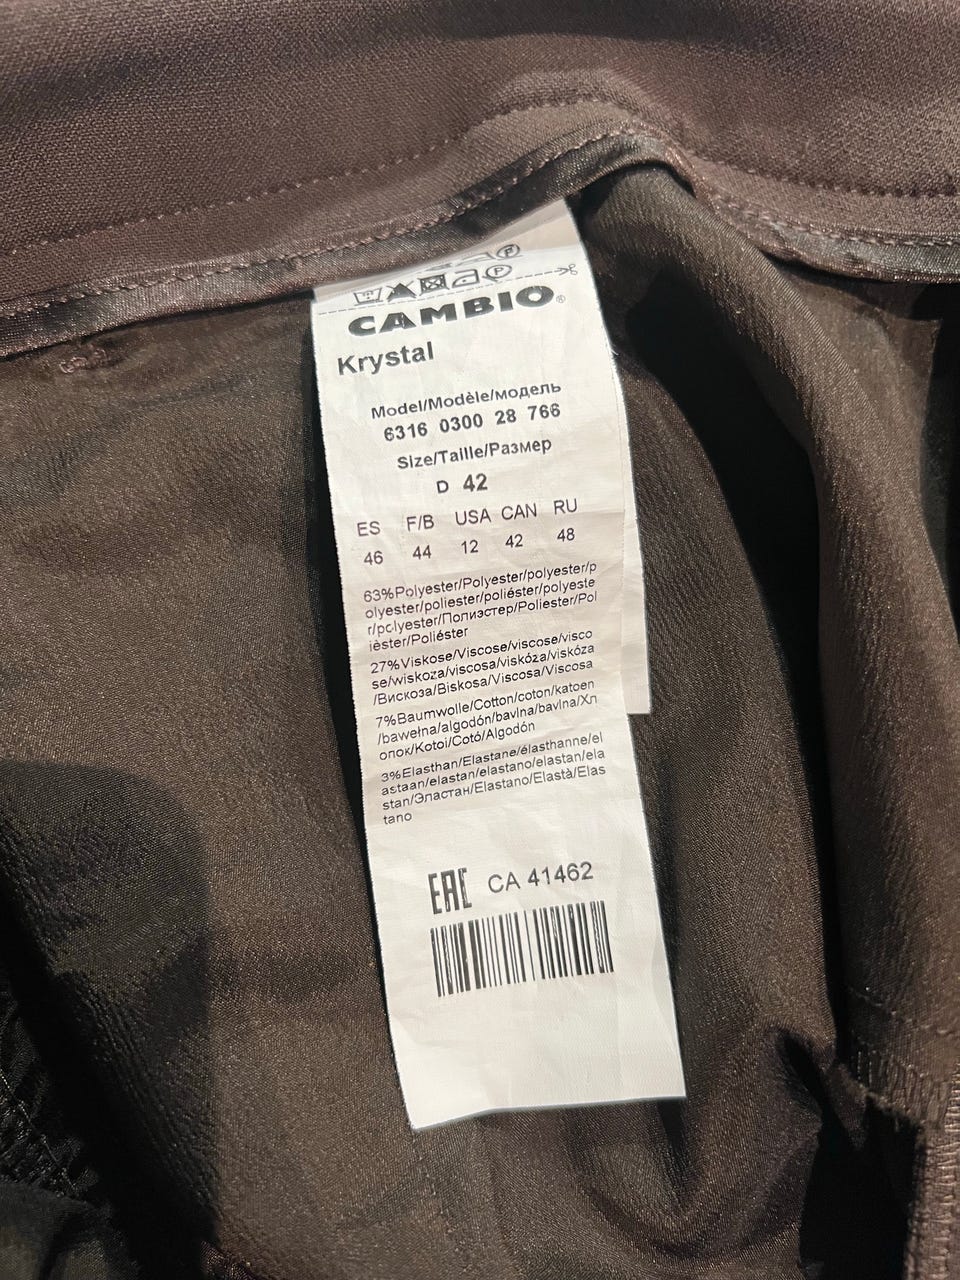 P
P
CAMBIO®
Krystal
Model/Modèle/модель
6316 0300 28 766
Size/Taille/Размер
D 42
ES F/B USA CAN RU
46 44 12 42 48
63%Polyester/Polyester/polyester/p
olyester/poliester/poliéster/polyeste
r/polyester/Полиэстер/Poliester/Pol
ièster/Poliéster
27%Viskose/Viscose/viscose/visco
se/wiskoza/viscosa/viskóza/viskóza
/Вискоза/Biskosa/Viscosa/Viscosa
7%Baumwolle/Cotton/coton/katoen
/bawełna/algodón/bavlna/bavlna/Хл
опок/Kotoi/Cotó/Algodón
3%Elasthan/Elastane/élasthanne/el
astaan/elastan/elastano/elastan/ela
stan/Эластан/Elastano/Elastà/Elas
tano
EAC CA 41462